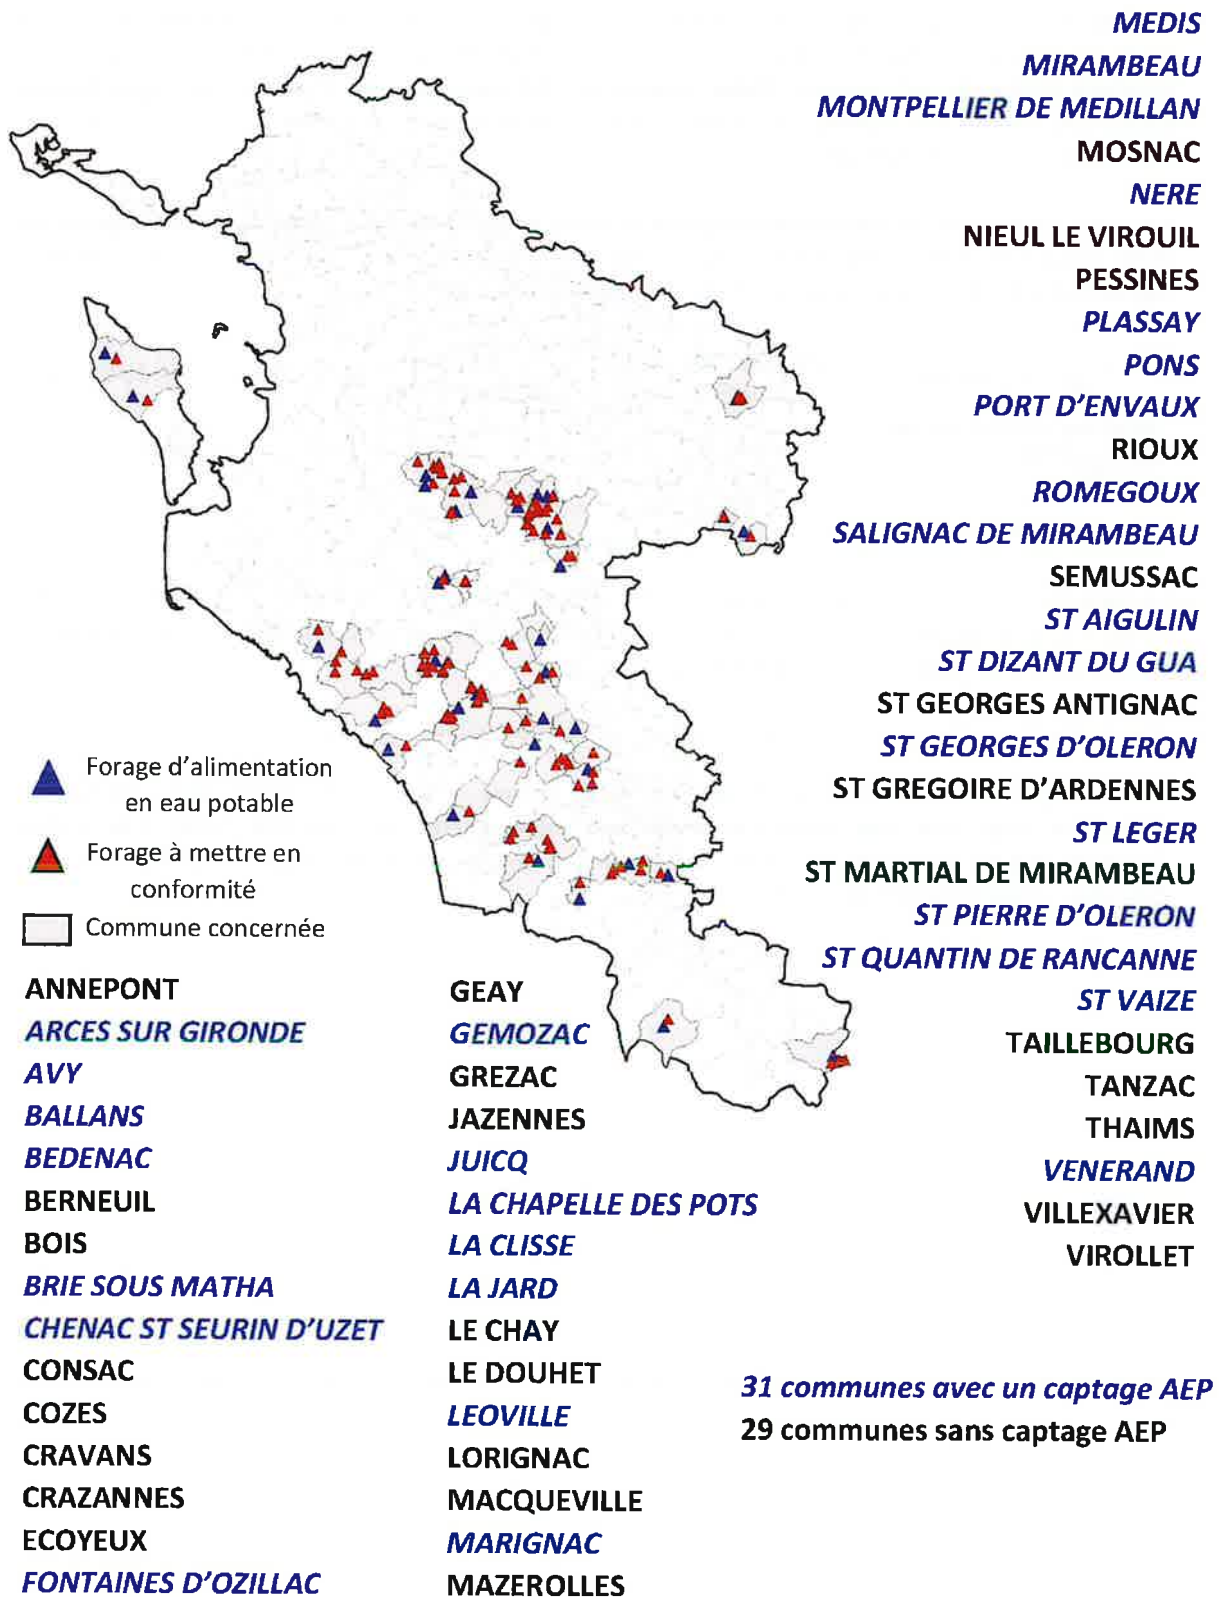 Forage d'alimentation
en eau potable
Forage à mettre en
conformité
Commune concernée
ANNEPONT
ARCES SUR GIRONDE
AVY
BALLANS
BEDENAC
BERNEUIL
BOIS
BRIE SOUS MATHA
CHENAC ST SEURIN D'UZET
CONSAC
COZES
CRAVANS
CRAZANNES
ECOYEUX
FONTAINES D'OZILLAC
GEAY
GEMOZAC
GREZAC
JAZENNES
JUICQ
LA CHAPELLE DES POTS
LA CLISSE
LA JARD
LE CHAY
LE DOUHET
LEOVILLE
LORIGNAC
MACQUEVILLE
MARIGNAC
MAZEROLLES
MEDIS
MIRAMBEAU
MONTPELLIER DE MEDILLAN
MOSNAC
NERE
NIEUL LE VIROUIL
PESSINES
PLASSAY
PONS
PORT D'ENVAUX
RIOUX
ROMEGOUX
SALIGNAC DE MIRAMBEAU
SEMUSSAC
ST AIGULIN
ST DIZANT DU GUA
ST GEORGES ANTIGNAC
ST GEORGES D'OLERON
ST GREGOIRE D'ARDENNES
ST LEGER
ST MARTIAL DE MIRAMBEAU
ST PIERRE D'OLERON
ST QUANTIN DE RANCANNE
ST VAIZE
TAILLEBOURG
TANZAC
THAIMS
VENERAND
VILLEXAVIER
VIROLLET
31 communes avec un captage AEP
29 communes sans captage AEP